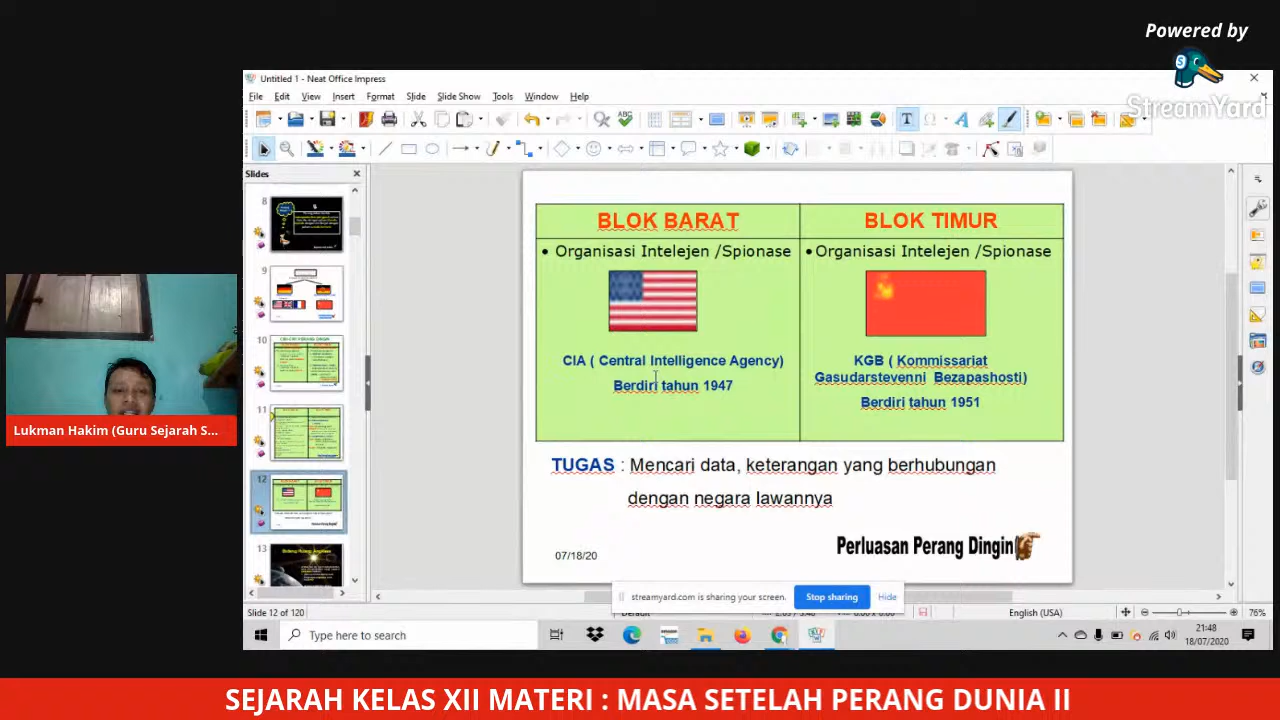 Powered by
StreamYard
Untitled 1 - Neat Office Impress
File Edit View Insert Format Slide Slide Show Tools Window Help
Slides
8
9
10
11
12
13
BLOK BARAT
BLOK TIMUR
• Organisasi Intelejen /Spionase
• Organisasi Intelejen /Spionase
CIA ( Central Intelligence Agency)
Berdiri tahun 1947
KGB ( Kommissariat
Gasudarstevenni Bezapashosti)
Berdiri tahun 1951
TUGAS : Mencari data, keterangan yang berhubungan
dengan negara lawannya
Perluasan Perang Dingin
07/18/20
streamyard.com is sharing your screen. Stop sharing Hide
Slide 12 of 120
English (USA)
76%
Type here to search
21:48
18/07/2020
Lukman Hakim (Guru Sejarah S...
SEJARAH KELAS XII MATERI : MASA SETELAH PERANG DUNIA II